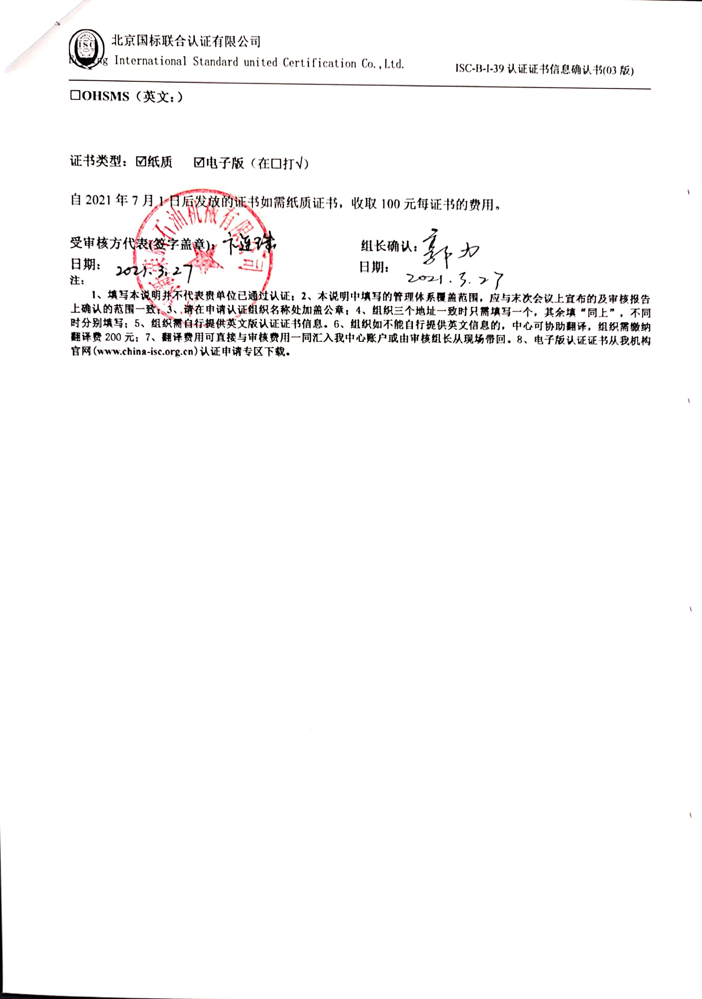 ISC
北京国标联合认证有限公司
Beijing International Standard united Certification Co.,Ltd.
ISC-B-I-39 认证证书信息确认书(03 版)
□OHSMS（英文：）
证书类型：☑纸质 ☑电子版（在□打√）
自 2021 年 7 月 1 日后发放的证书如需纸质证书，收取 100 元每证书的费用。
石油机械有限公司
受审核方代表(签字盖章)：卞连珠
组长确认：郭力
日期：2021.3.27
日期：2021.3.27
注：
1、填写本说明并不代表贵单位已通过认证；2、本说明中填写的管理体系覆盖范围，应与末次会议上宣布的及审核报告
上确认的范围一致；3、请在申请认证组织名称处加盖公章；4、组织三个地址一致时只需填写一个，其余填“同上”，不同
时分别填写；5、组织需自行提供英文版认证证书信息。6、组织如不能自行提供英文信息的，中心可协助翻译，组织需缴纳
翻译费 200 元；7、翻译费用可直接与审核费用一同汇入我中心账户或由审核组长从现场带回。8、电子版认证证书从我机构
官网(www.china-isc.org.cn)认证申请专区下载。